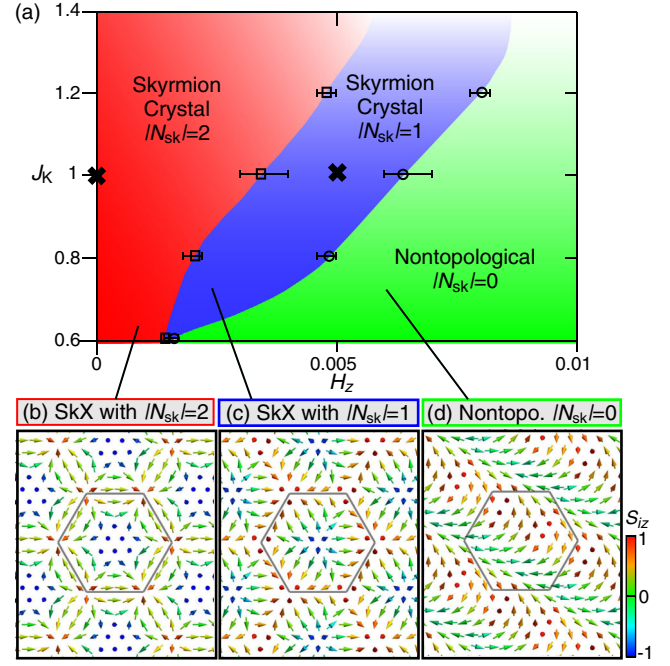 (a)
1.4
1.2
1
0.8
0.6
J_K
Skyrmion
Crystal
|N_sk|=2
Skyrmion
Crystal
|N_sk|=1
Nontopological
|N_sk|=0
0
0.005
0.01
H_z
(b) SkX with |N_sk|=2
(c) SkX with |N_sk|=1
(d) Nontopo. |N_sk|=0
S_iz
1
0
-1